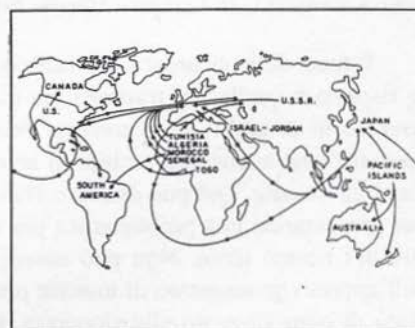 CANADA
U.S.
U.S.S.R.
JAPAN
TUNISIA
ALGERIA
MOROCCO
SENEGAL
ISRAEL-JORDAN
TOGO
PACIFIC
ISLANDS
SOUTH
AMERICA
AUSTRALIA